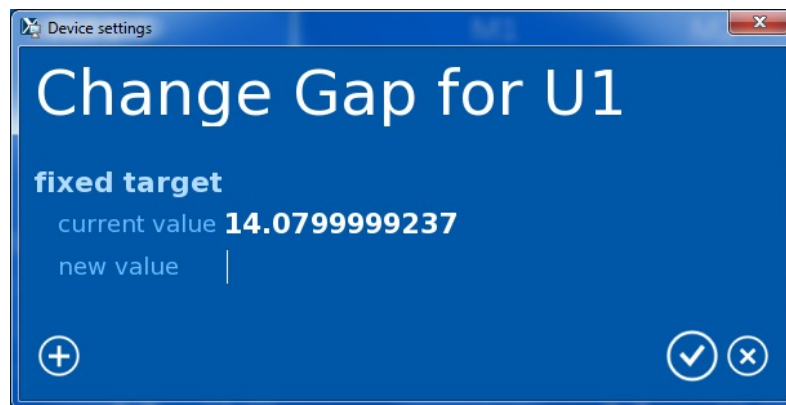 Device settings
Change Gap for U1
fixed target
current value 14.0799999237
new value